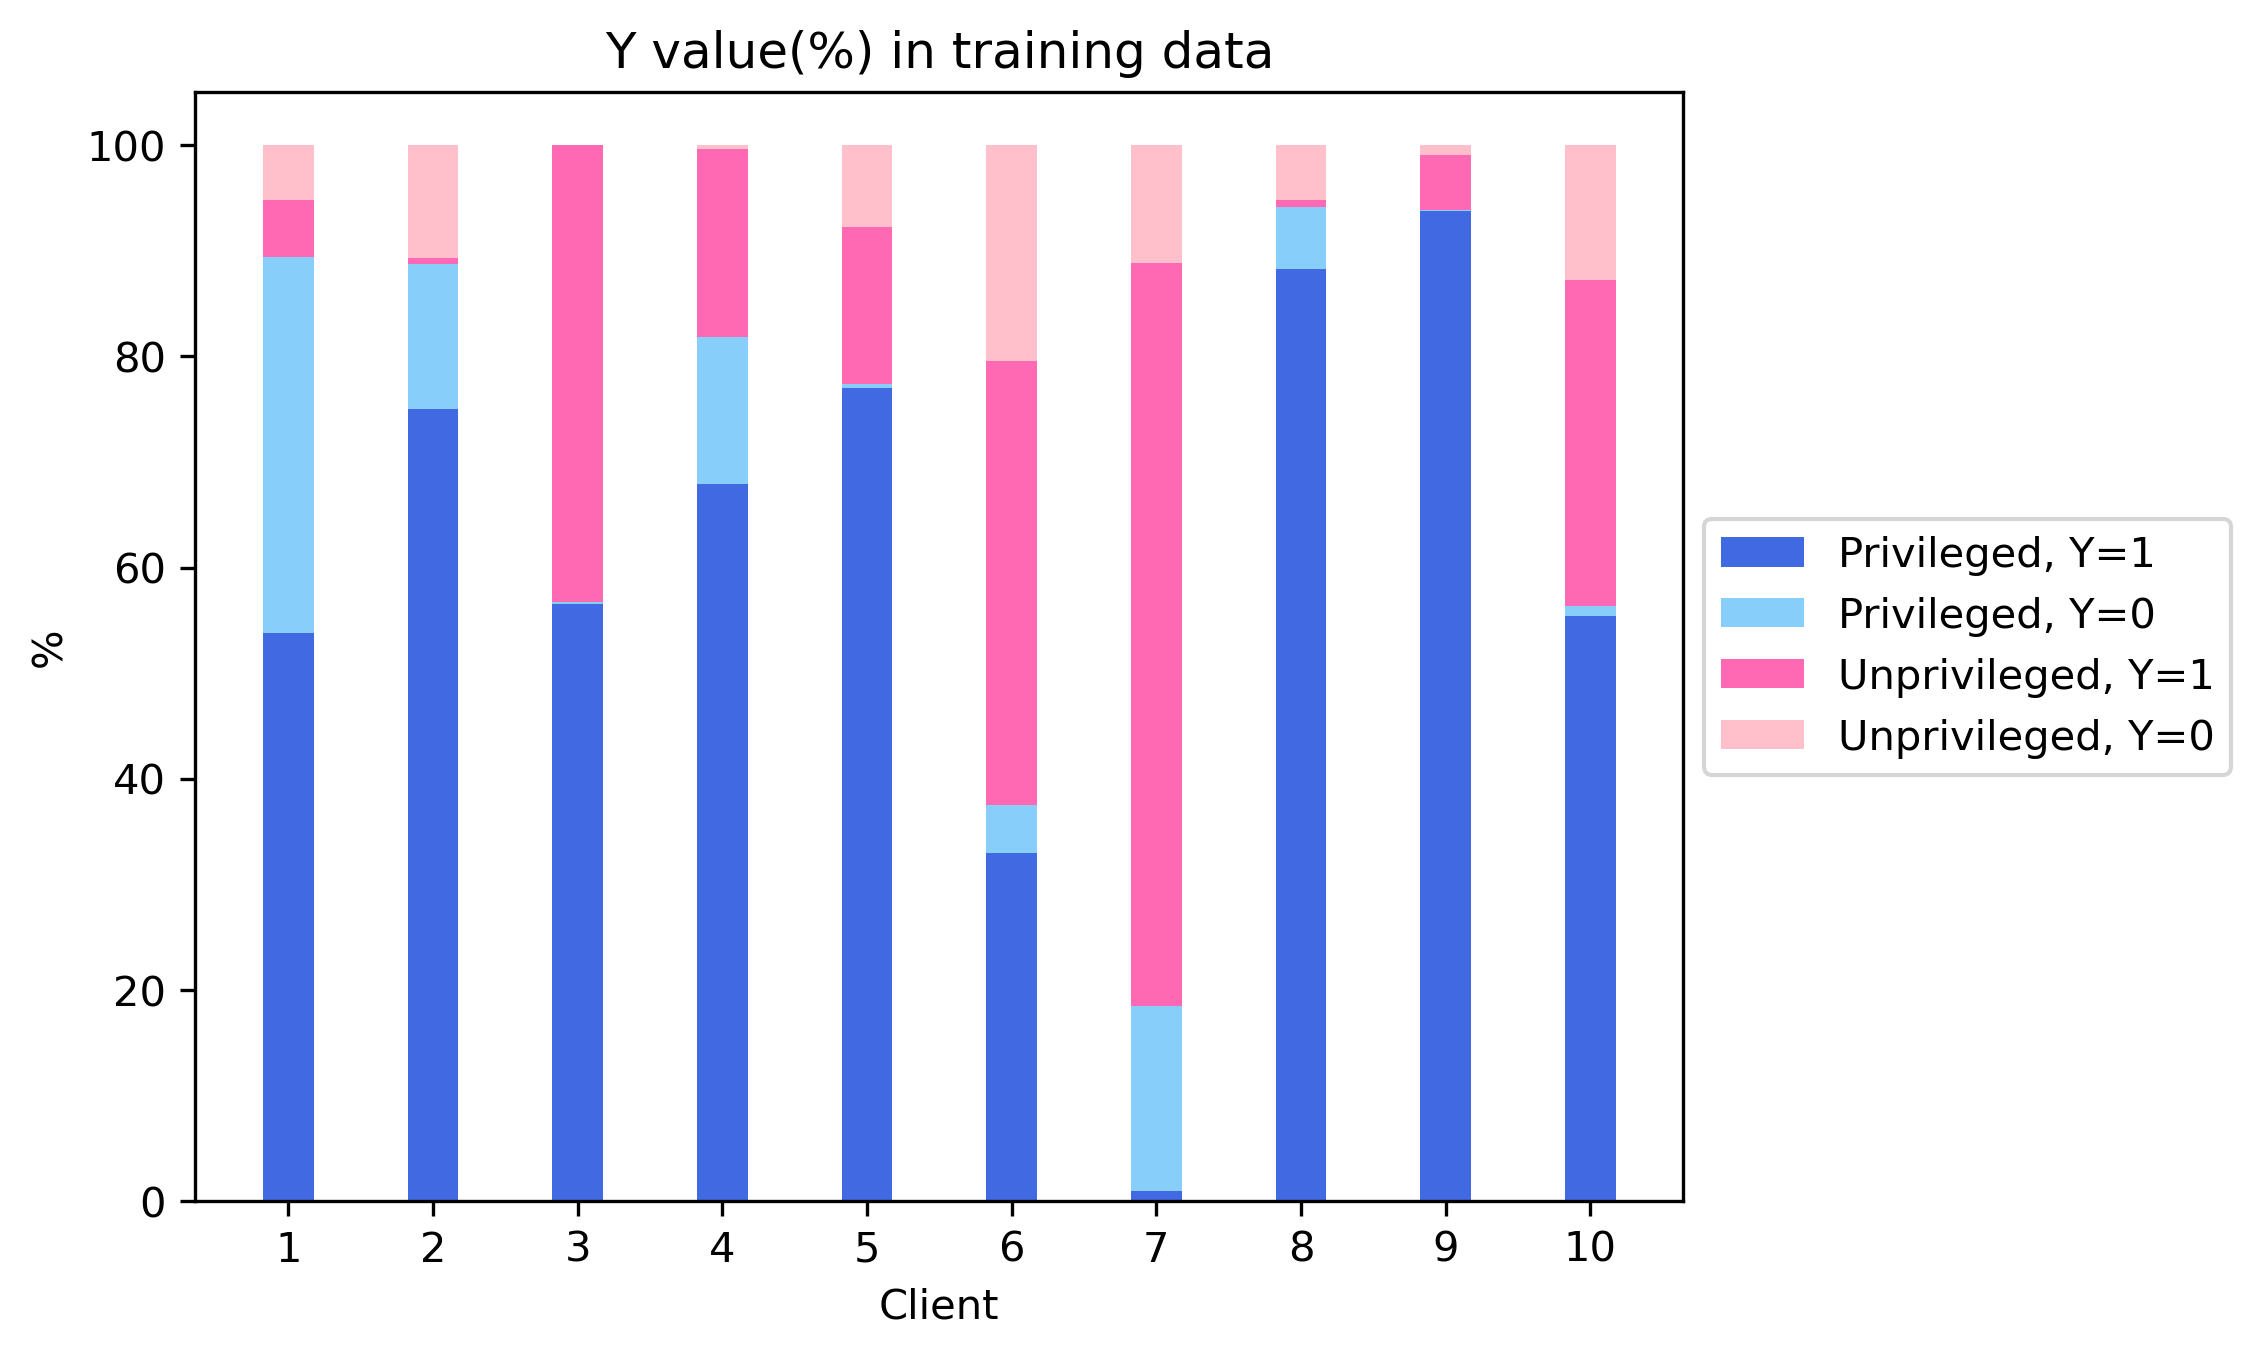 Y value(%) in training data
100
80
60
40
20
0
%
1 2 3 4 5 6 7 8 9 10
Client
Privileged, Y=1
Privileged, Y=0
Unprivileged, Y=1
Unprivileged, Y=0